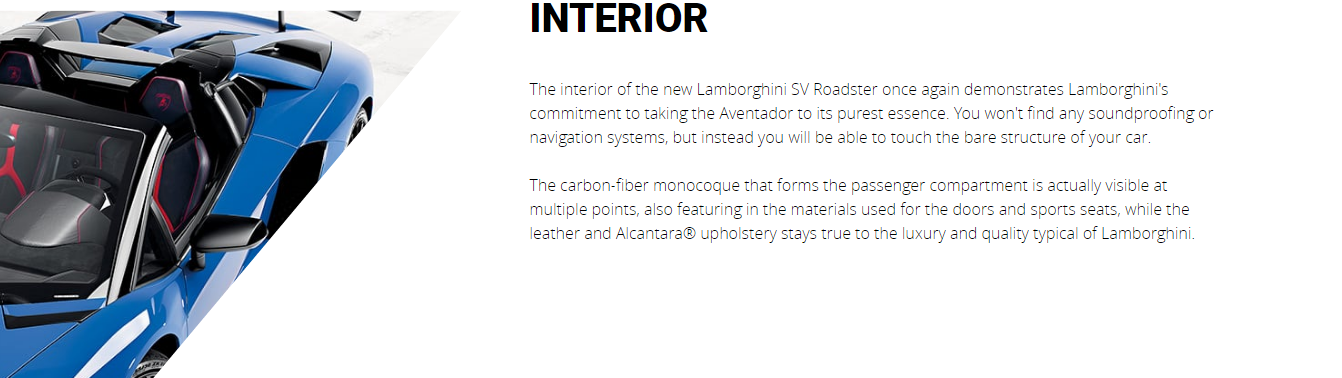 INTERIOR
The interior of the new Lamborghini SV Roadster once again demonstrates Lamborghini's
commitment to taking the Aventador to its purest essence. You won't find any soundproofing or
navigation systems, but instead you will be able to touch the bare structure of your car.
The carbon-fiber monocoque that forms the passenger compartment is actually visible at
multiple points, also featuring in the materials used for the doors and sports seats, while the
leather and Alcantara® upholstery stays true to the luxury and quality typical of Lamborghini.